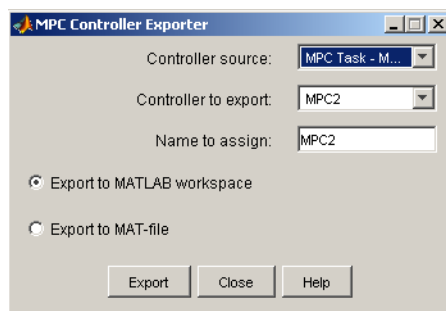 MPC Controller Exporter
Controller source: MPC Task - M...
Controller to export: MPC2
Name to assign: MPC2
Export to MATLAB workspace
Export to MAT-file
Export Close Help